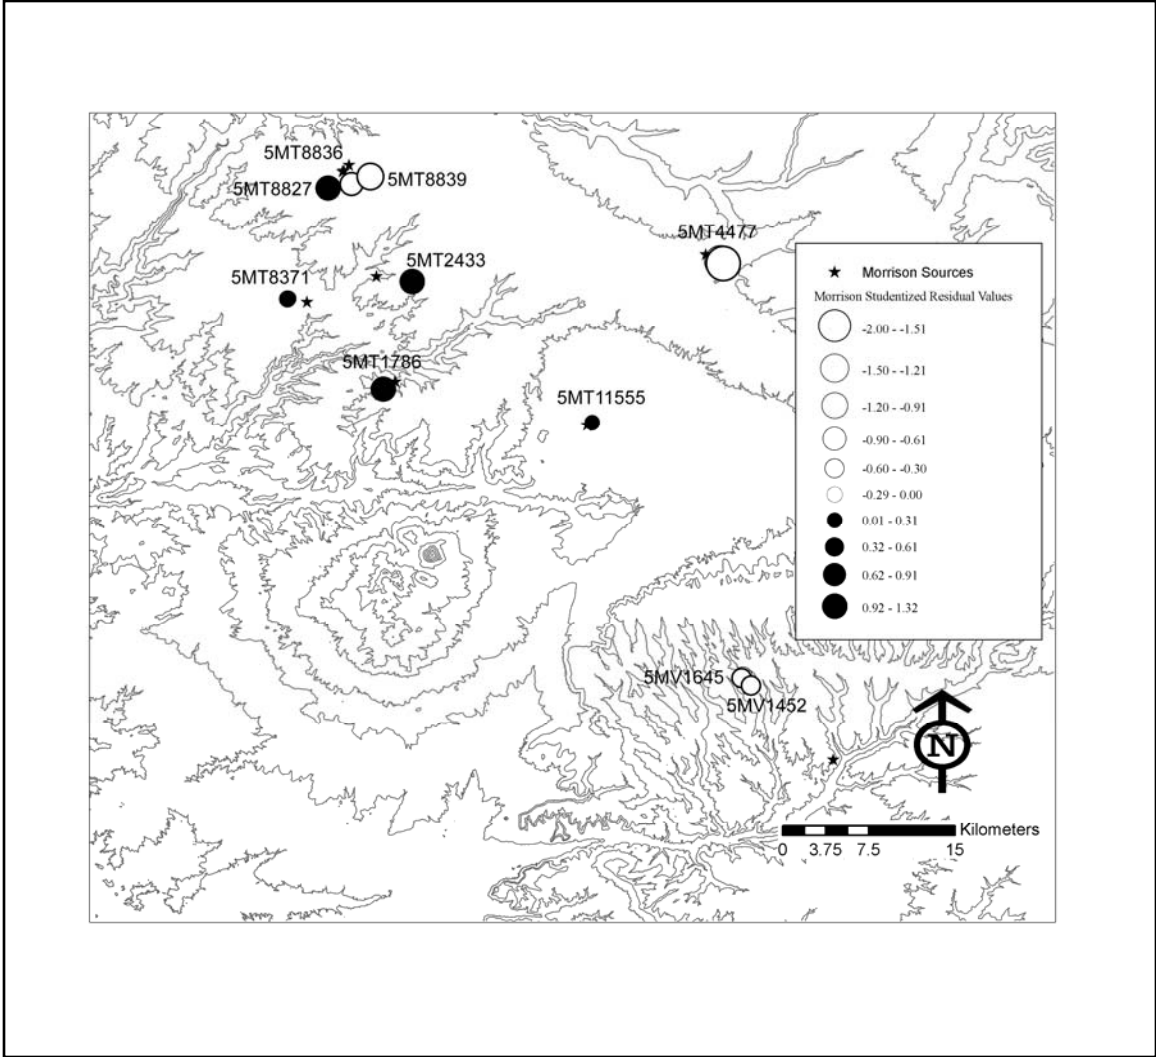 5MT8836
5MT8827
5MT8839
5MT4477
5MT2433
5MT8371
5MT1786
5MT11555
Morrison Sources
Morrison Studentized Residual Values
-2.00 - -1.51
-1.50 - -1.21
-1.20 - -0.91
-0.90 - -0.61
-0.60 - -0.30
-0.29 - 0.00
0.01 - 0.31
0.32 - 0.61
0.62 - 0.91
0.92 - 1.32
5MV1645
5MV1452
N
Kilometers
0 3.75 7.5 15